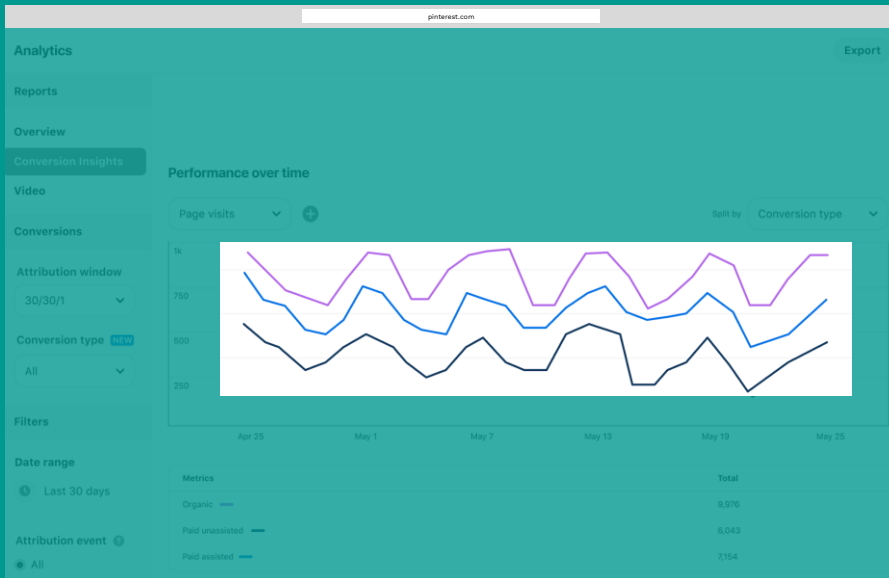 pinterest.com
Analytics
Export
Reports
Overview
Conversion Insights
Video
Conversions
Attribution window
30/30/1
Conversion type NEW
All
Filters
Date range
Last 30 days
Attribution event ?
All
Performance over time
Page visits
Split by Conversion type
1k
750
500
250
Apr 25 May 1 May 7 May 13 May 19 May 25
Metrics Total
Organic 9,976
Paid unassisted 6,043
Paid assisted 7,154